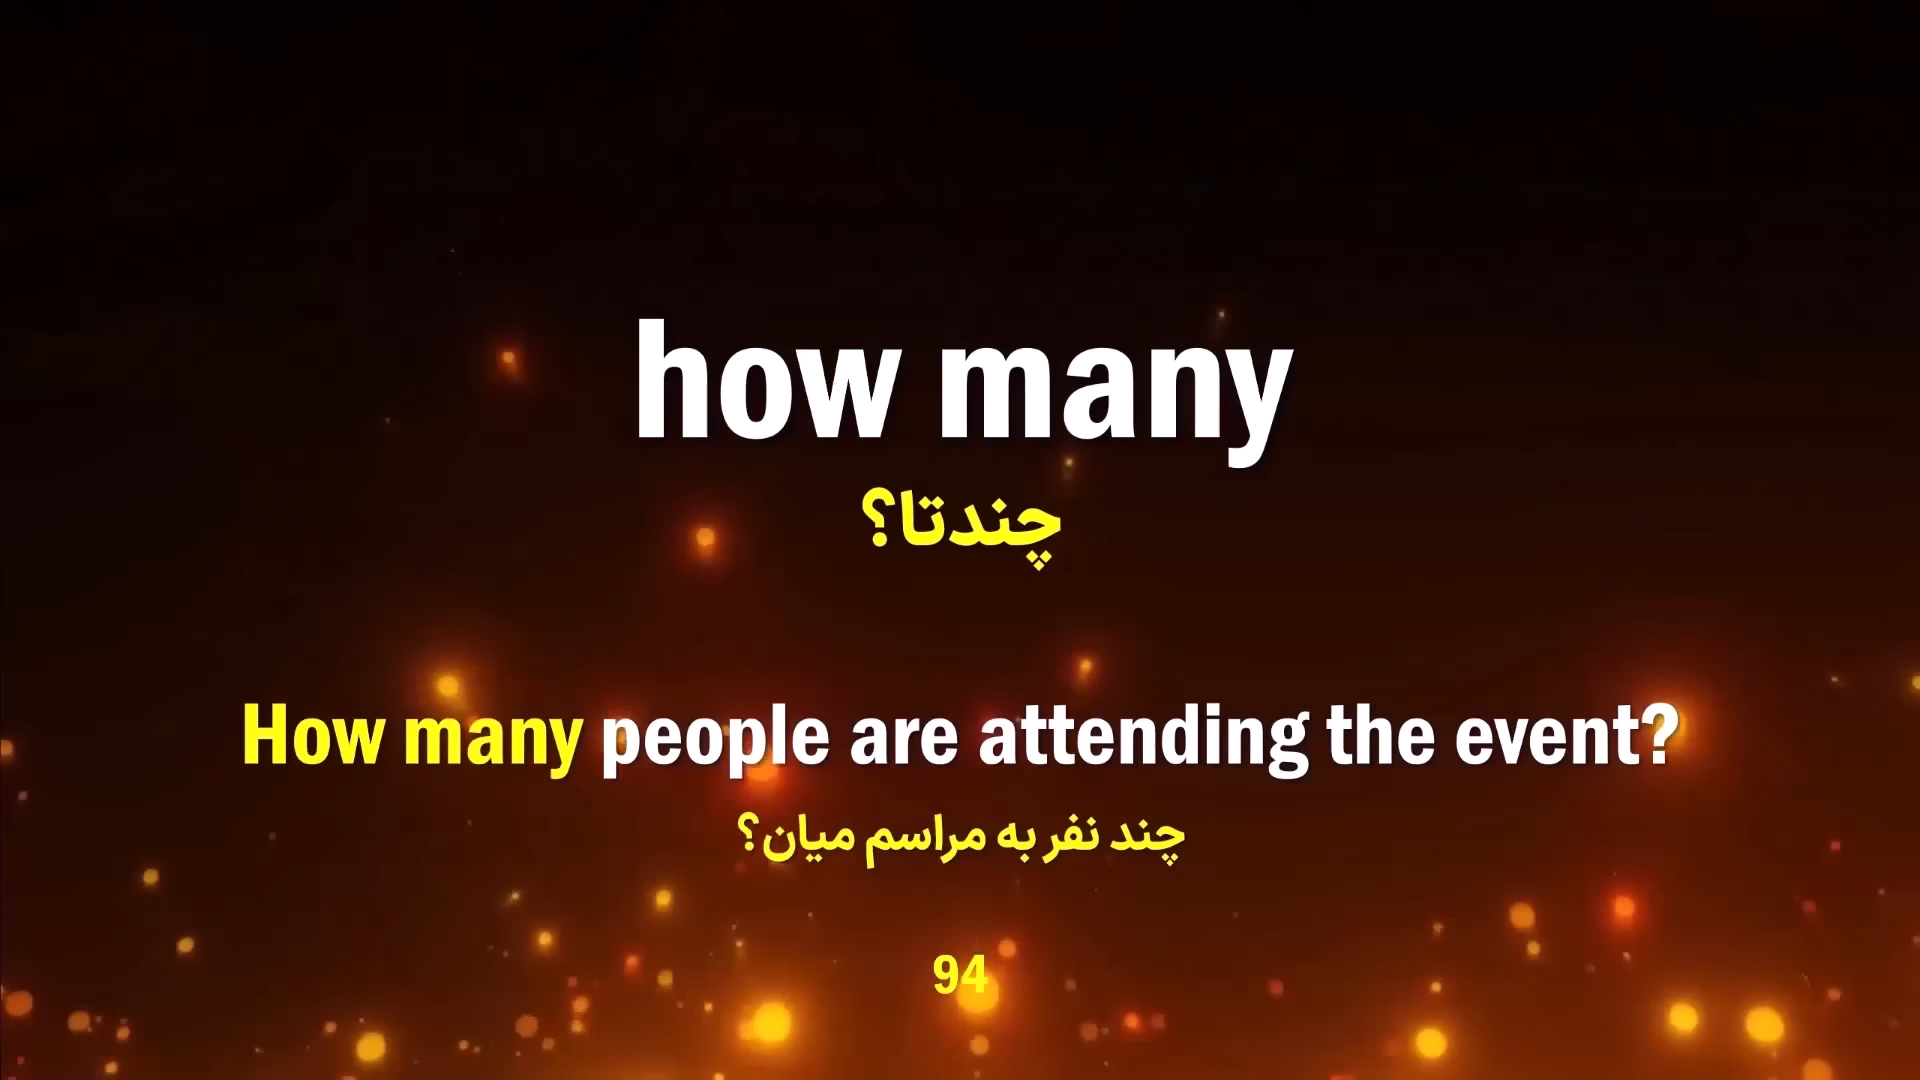 how many
چندتا؟
How many people are attending the event?
چند نفر به مراسم میان؟
94